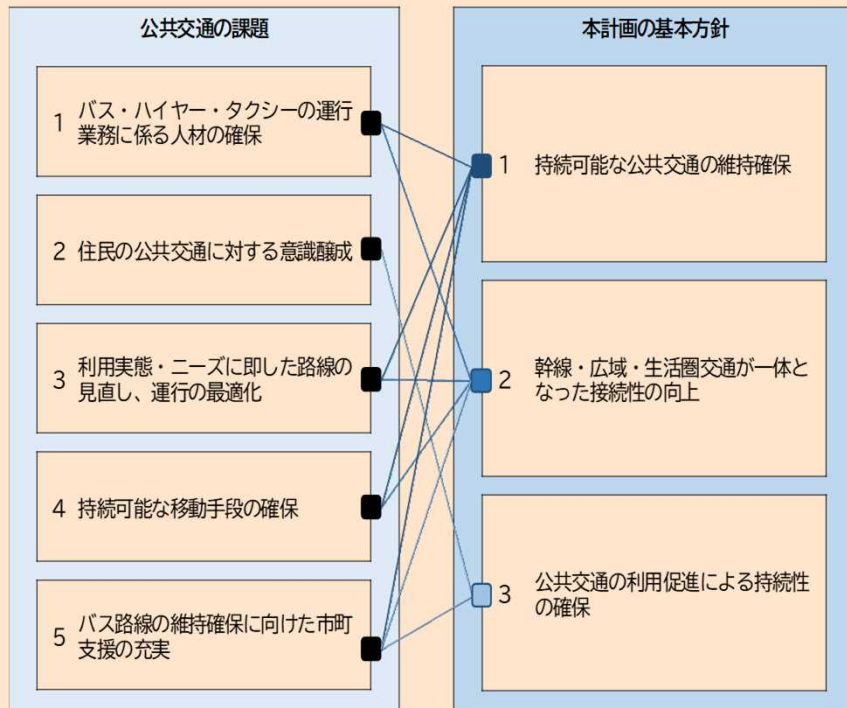 公共交通の課題
1 バス・ハイヤー・タクシーの運行
業務に係る人材の確保
2 住民の公共交通に対する意識醸成
3 利用実態・ニーズに即した路線の
見直し、運行の最適化
4 持続可能な移動手段の確保
5 バス路線の維持確保に向けた市町
支援の充実
本計画の基本方針
1 持続可能な公共交通の維持確保
2 幹線・広域・生活圏交通が一体と
なった接続性の向上
3 公共交通の利用促進による持続性
の確保